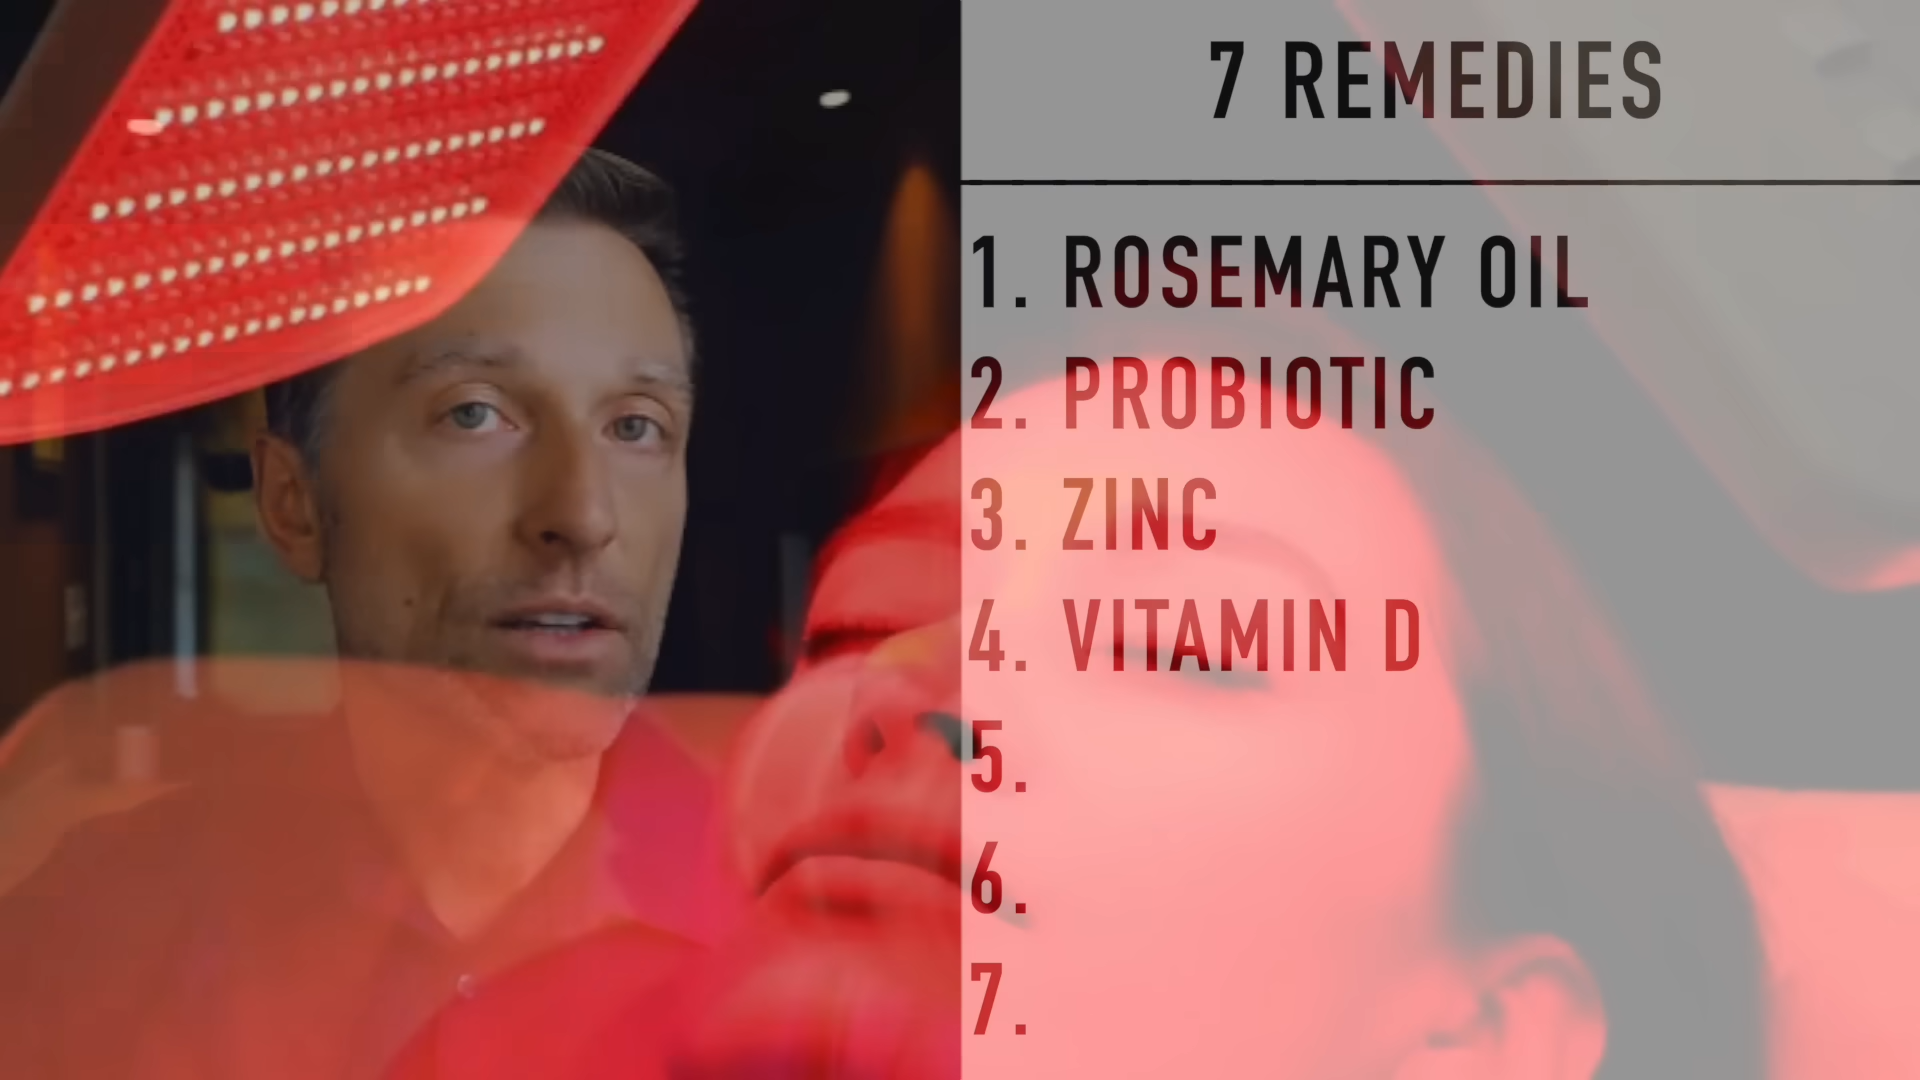 7 REMEDIES
1. ROSEMARY OIL
2. PROBIOTIC
3. ZINC
4. VITAMIN D
5.
6.
7.